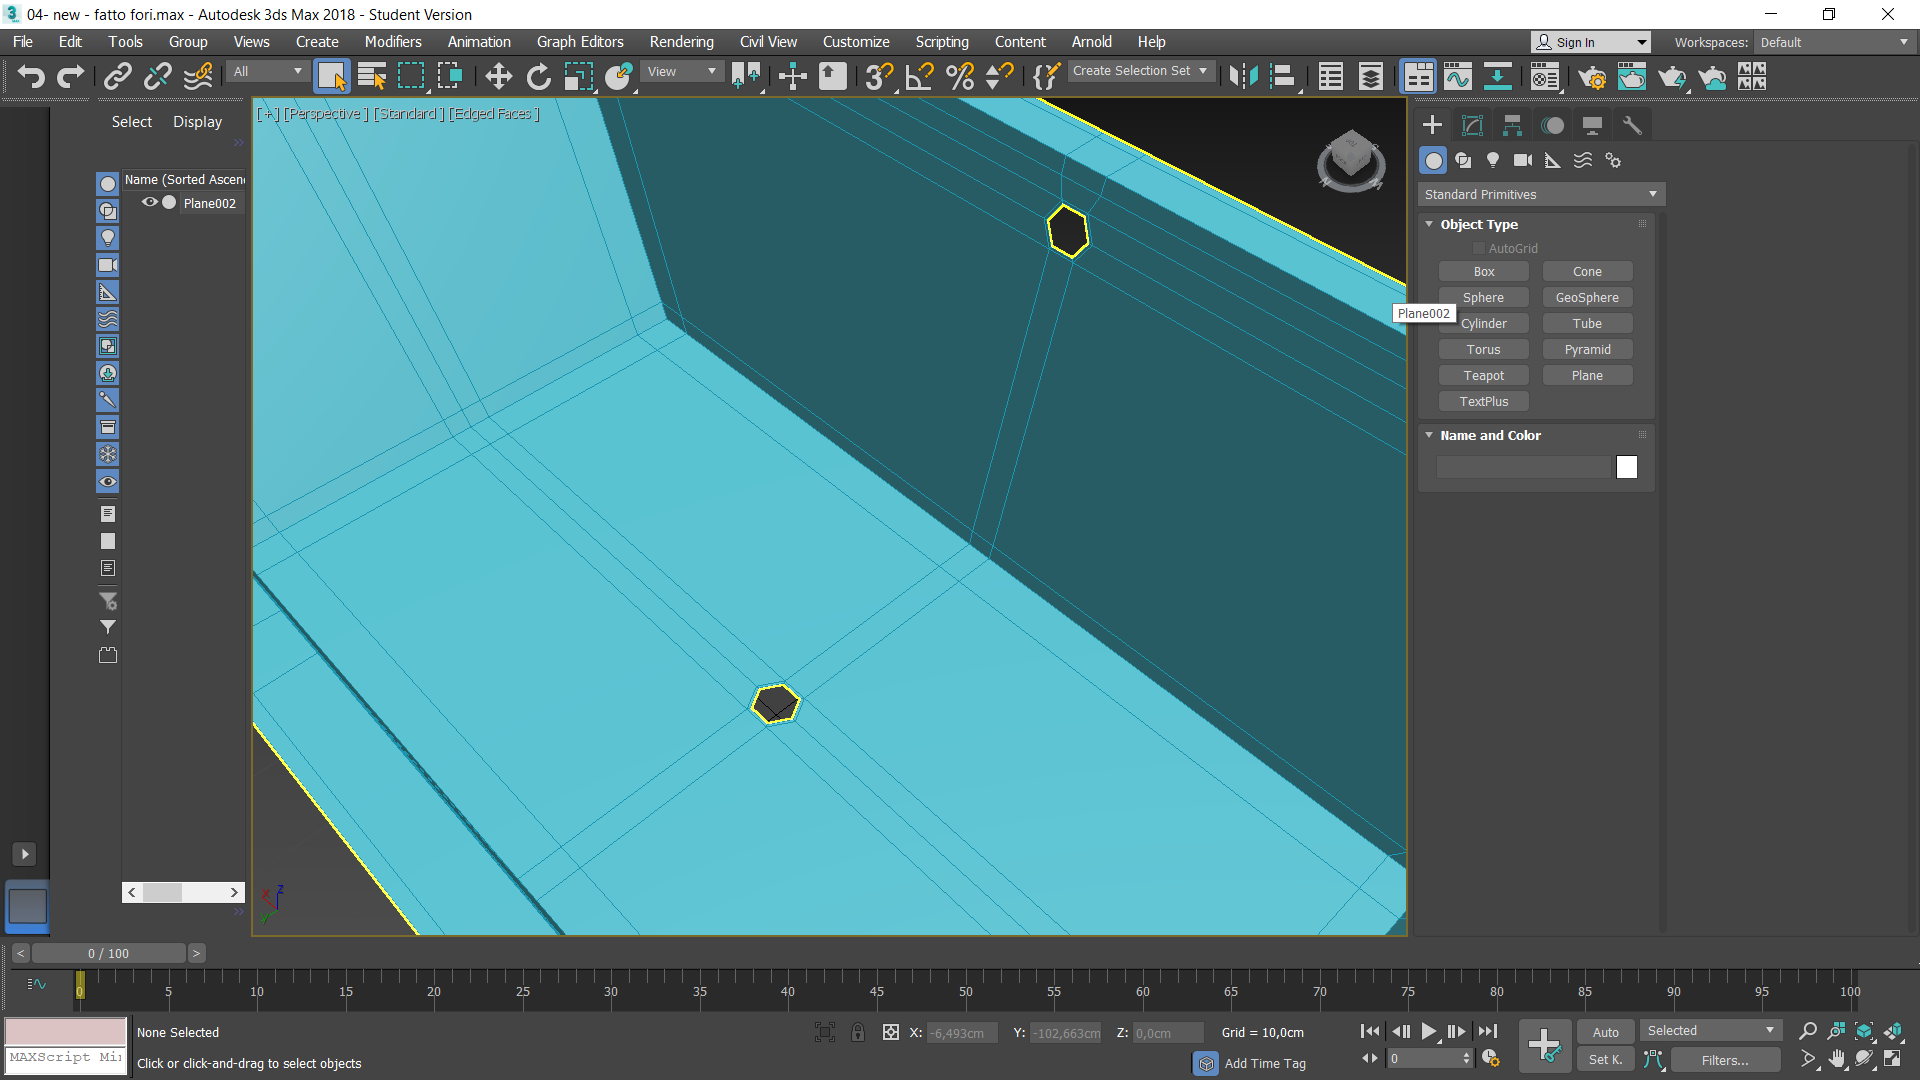 04- new - fatto fori.max - Autodesk 3ds Max 2018 - Student Version
File Edit Tools Group Views Create Modifiers Animation Graph Editors Rendering Civil View Customize Scripting Content Arnold Help Sign In Workspaces: Default
All View Create Selection Set
Select Display
[ + ] [Perspective ] [Standard ] [Edged Faces ]
Name (Sorted Ascen
Plane002
Standard Primitives
Object Type
AutoGrid
Box Cone
Sphere GeoSphere
Plane002
Cylinder Tube
Torus Pyramid
Teapot Plane
TextPlus
Name and Color
x z
< >
< 0 / 100 >
0 5 10 15 20 25 30 35 40 45 50 55 60 65 70 75 80 85 90 95 100
None Selected X: -6,493cm Y: -102,663cm Z: 0,0cm Grid = 10,0cm Auto Selected
MAXScript Mi Click or click-and-drag to select objects Add Time Tag 0 Set K. Filters...